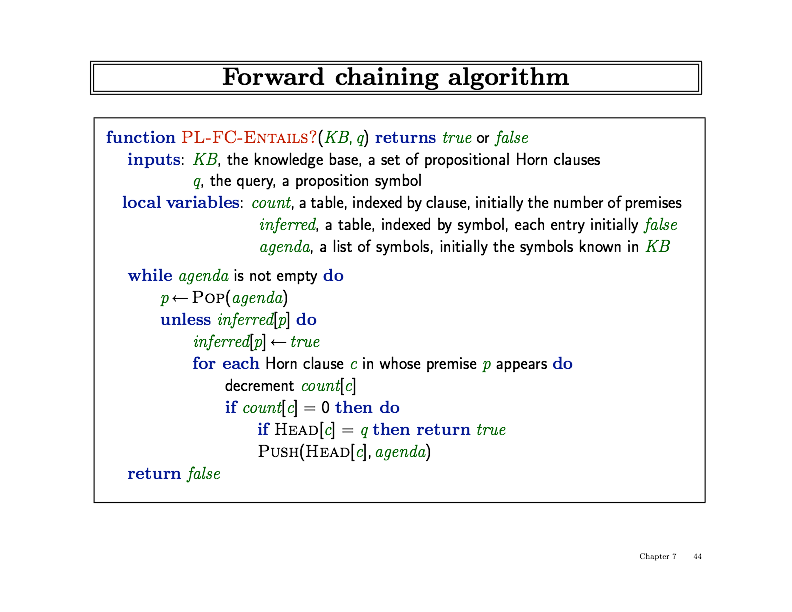 Forward chaining algorithm
function PL-FC-Entails?(KB, q) returns true or false
inputs: KB, the knowledge base, a set of propositional Horn clauses
q, the query, a proposition symbol
local variables: count, a table, indexed by clause, initially the number of premises
inferred, a table, indexed by symbol, each entry initially false
agenda, a list of symbols, initially the symbols known in KB
while agenda is not empty do
p ← Pop(agenda)
unless inferred[p] do
inferred[p] ← true
for each Horn clause c in whose premise p appears do
decrement count[c]
if count[c] = 0 then do
if Head[c] = q then return true
Push(Head[c], agenda)
return false
Chapter 7 44